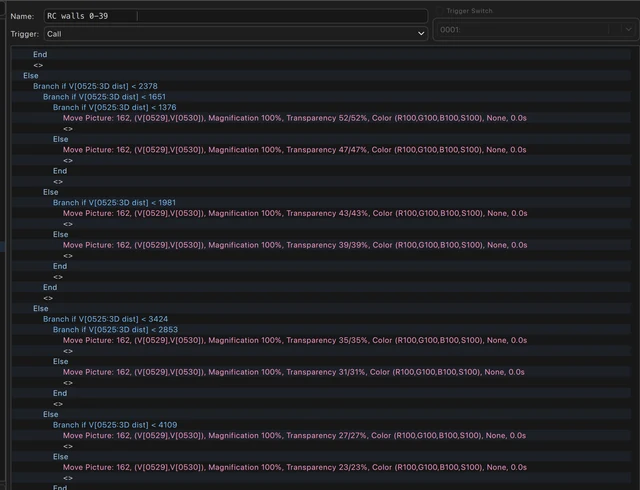 Name: RC walls 0-39
Trigger Switch
Trigger: Call
0001:
End
<>
Else
Branch if V[0525:3D dist] < 2378
Branch if V[0525:3D dist] < 1651
Branch if V[0525:3D dist] < 1376
Move Picture: 162, (V[0529],V[0530]), Magnification 100%, Transparency 52/52%, Color (R100,G100,B100,S100), None, 0.0s
<>
Else
Move Picture: 162, (V[0529],V[0530]), Magnification 100%, Transparency 47/47%, Color (R100,G100,B100,S100), None, 0.0s
<>
End
<>
Else
Branch if V[0525:3D dist] < 1981
Move Picture: 162, (V[0529],V[0530]), Magnification 100%, Transparency 43/43%, Color (R100,G100,B100,S100), None, 0.0s
<>
Else
Move Picture: 162, (V[0529],V[0530]), Magnification 100%, Transparency 39/39%, Color (R100,G100,B100,S100), None, 0.0s
<>
End
<>
End
<>
Else
Branch if V[0525:3D dist] < 3424
Branch if V[0525:3D dist] < 2853
Move Picture: 162, (V[0529],V[0530]), Magnification 100%, Transparency 35/35%, Color (R100,G100,B100,S100), None, 0.0s
<>
Else
Move Picture: 162, (V[0529],V[0530]), Magnification 100%, Transparency 31/31%, Color (R100,G100,B100,S100), None, 0.0s
<>
End
<>
Else
Branch if V[0525:3D dist] < 4109
Move Picture: 162, (V[0529],V[0530]), Magnification 100%, Transparency 27/27%, Color (R100,G100,B100,S100), None, 0.0s
<>
Else
Move Picture: 162, (V[0529],V[0530]), Magnification 100%, Transparency 23/23%, Color (R100,G100,B100,S100), None, 0.0s
<>
End